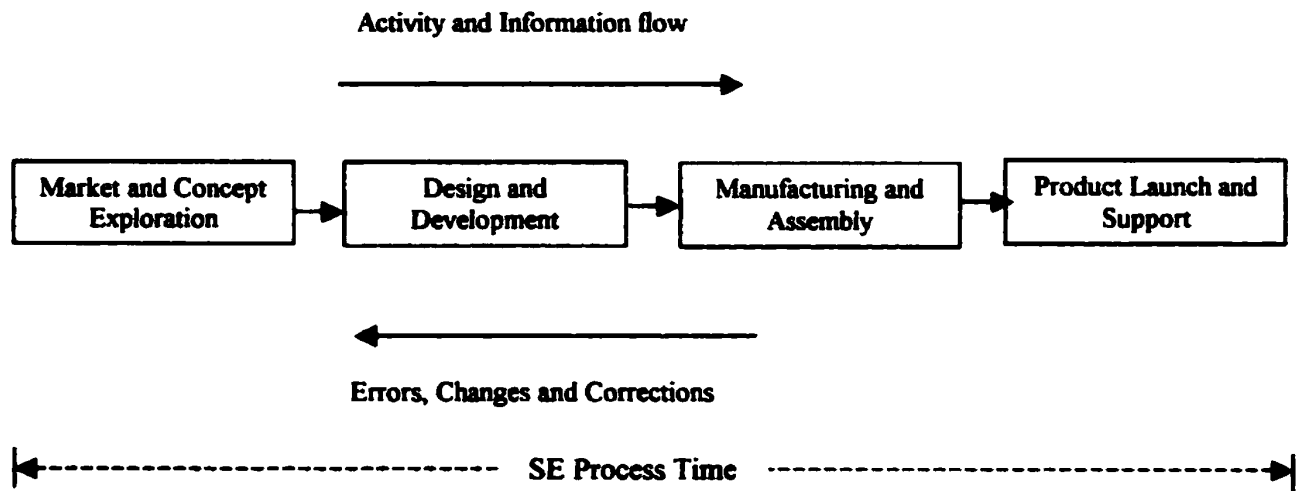 Activity and Information flow
Market and Concept
Exploration
Design and
Development
Manufacturing and
Assembly
Product Launch and
Support
Errors, Changes and Corrections
SE Process Time